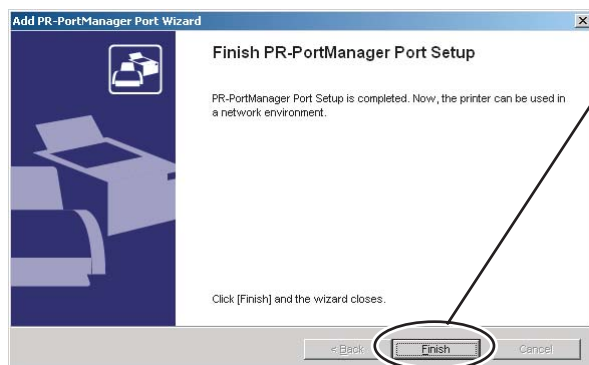 Add PR-PortManager Port Wizard
Finish PR-PortManager Port Setup
PR-PortManager Port Setup is completed. Now, the printer can be used in
a network environment.
Click [Finish] and the wizard closes.
< Back
Finish
Cancel